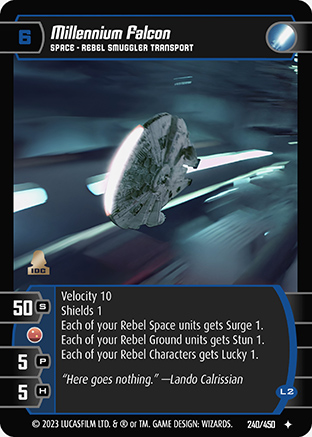 6
Millennium Falcon
SPACE - REBEL SMUGGLER TRANSPORT
IDC
50 S
5 P
5 H
Velocity 10
Shields 1
Each of your Rebel Space units gets Surge 1.
Each of your Rebel Ground units gets Stun 1.
Each of your Rebel Characters gets Lucky 1.
“Here goes nothing.” —Lando Calrissian
L2
© 2023 LUCASFILM LTD. & ® or TM. GAME DESIGN: WIZARDS.
240/450